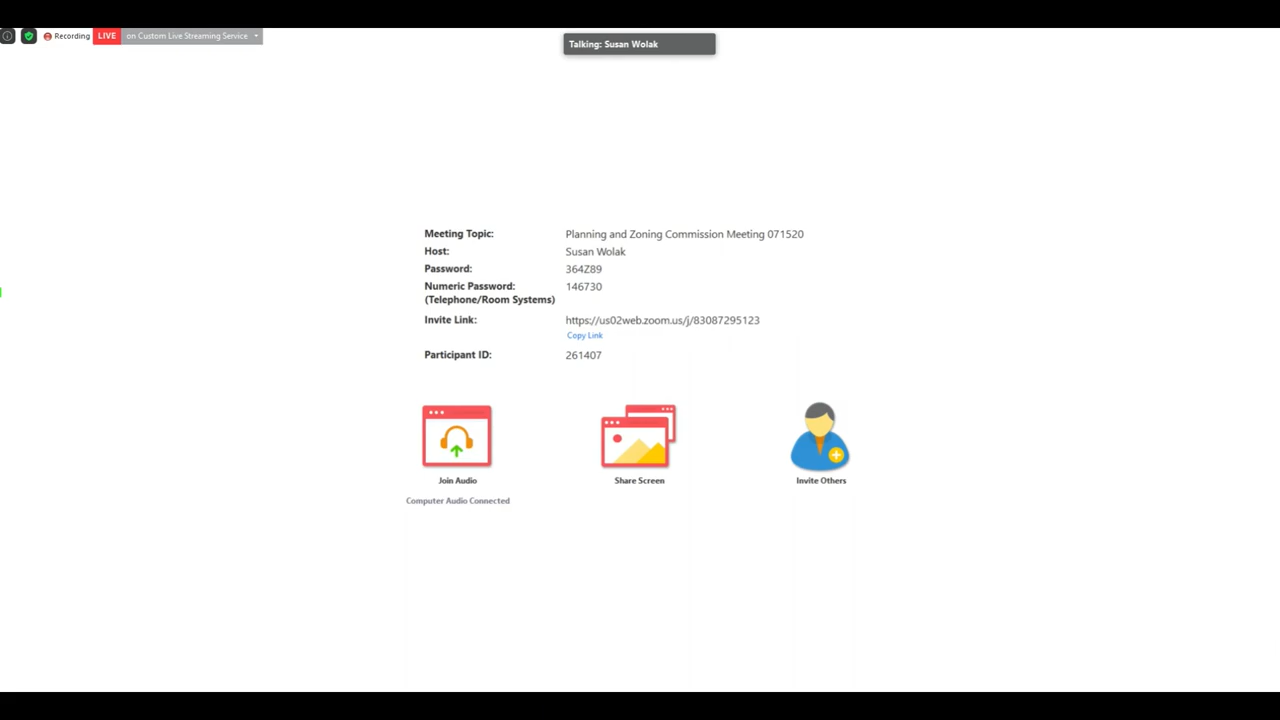 Recording LIVE on Custom Live Streaming Service
Talking: Susan Wolak
Meeting Topic: Planning and Zoning Commission Meeting 071520
Host: Susan Wolak
Password: 364Z89
Numeric Password: 146730
(Telephone/Room Systems)
Invite Link: https://us02web.zoom.us/j/83087295123
Copy Link
Participant ID: 261407
Join Audio Share Screen Invite Others
Computer Audio Connected